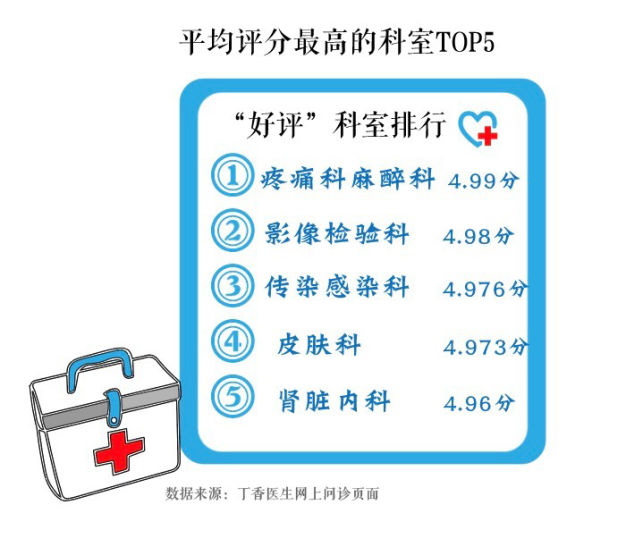 平均评分最高的科室TOP5
“好评”科室排行
1 疼痛科麻醉科 4.99分
2 影像检验科 4.98分
3 传染感染科 4.976分
4 皮肤科 4.973分
5 肾脏内科 4.96分
数据来源：丁香医生网上问诊页面